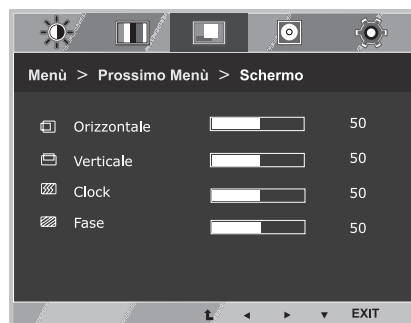 Menù > Prossimo Menù > Schermo
Orizzontale 50
Verticale 50
Clock 50
Fase 50
EXIT